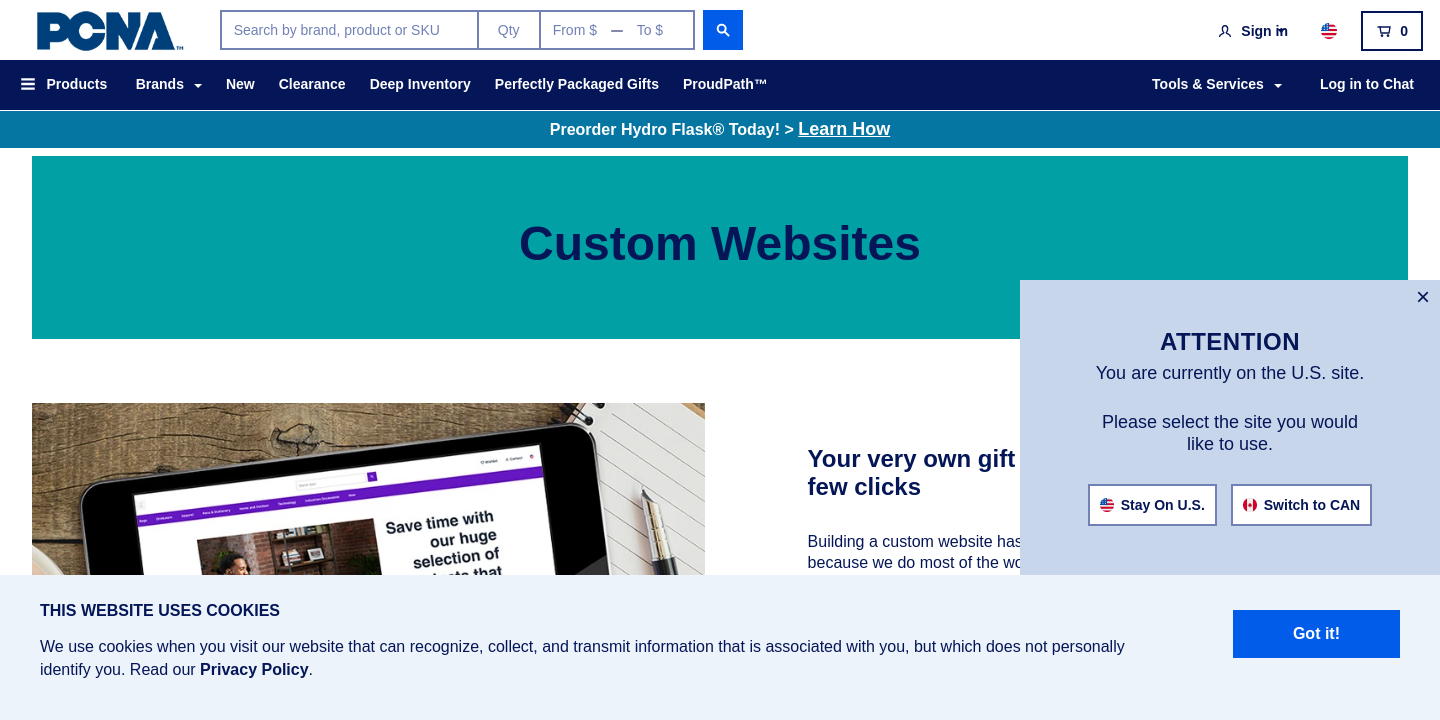 PCNA™
Search by brand, product or SKU
Qty
From $ — To $
Sign in
0
Products
Brands
New
Clearance
Deep Inventory
Perfectly Packaged Gifts
ProudPath™
Tools & Services
Log in to Chat
Preorder Hydro Flask® Today! > Learn How
Custom Websites
×
ATTENTION
You are currently on the U.S. site.
Please select the site you would
like to use.
Stay On U.S.
Switch to CAN
Save time with
our huge
selection of
that
Your very own gift
few clicks
Building a custom website has
because we do most of the
THIS WEBSITE USES COOKIES
We use cookies when you visit our website that can recognize, collect, and transmit information that is associated with you, but which does not personally
identify you. Read our Privacy Policy.
Got it!